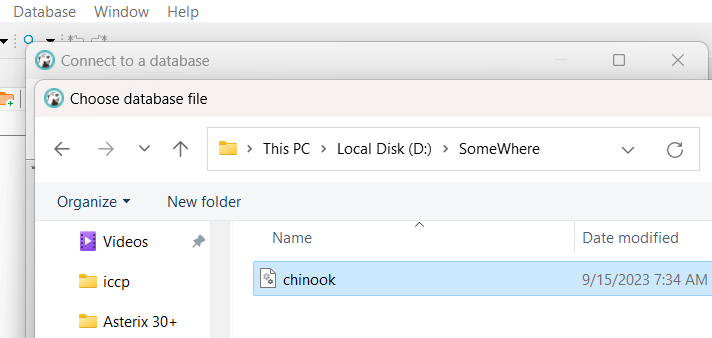 Database Window Help
Connect to a database
Choose database file
This PC Local Disk (D:) SomeWhere
Organize New folder
Name Date modified
Videos
iccp
chinook 9/15/2023 7:34 AM
Asterix 30+